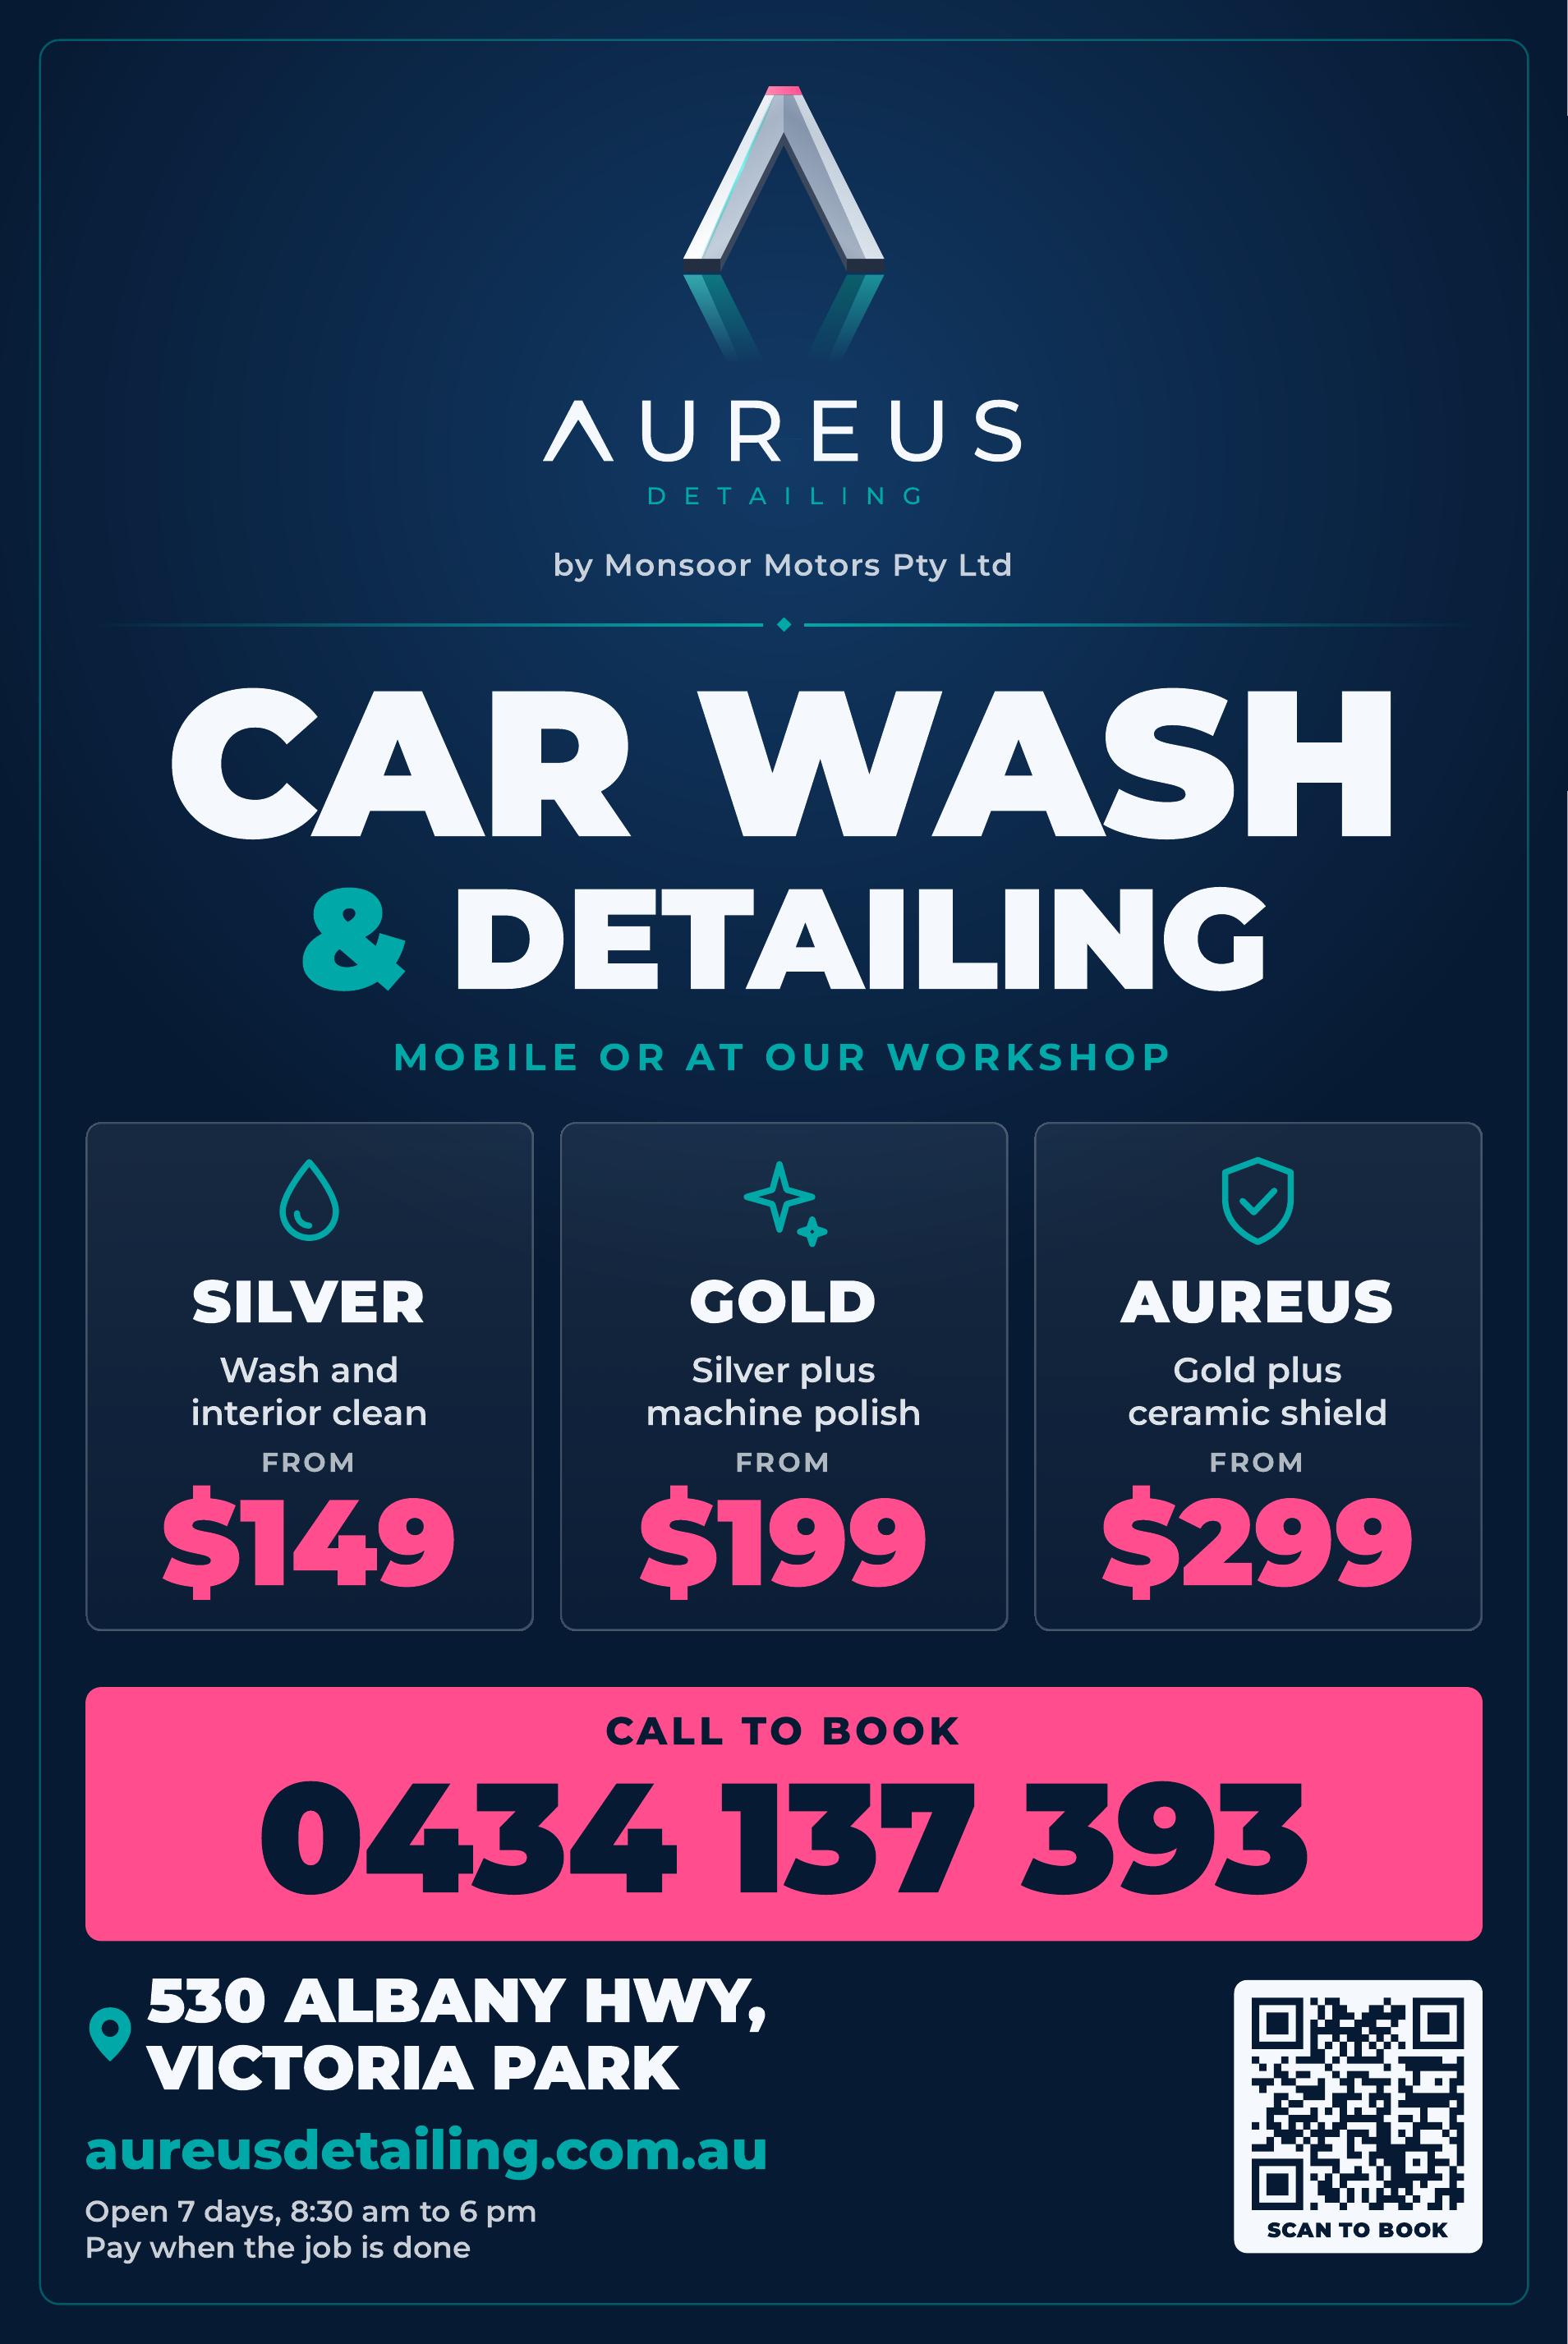 AUREUS
DETAILING
by Monsoor Motors Pty Ltd
CAR WASH
& DETAILING
MOBILE OR AT OUR WORKSHOP
SILVER
Wash and
interior clean
FROM
$149
GOLD
Silver plus
machine polish
FROM
$199
AUREUS
Gold plus
ceramic shield
FROM
$299
CALL TO BOOK
0434 137 393
530 ALBANY HWY,
VICTORIA PARK
aureusdetailing.com.au
Open 7 days, 8:30 am to 6 pm
Pay when the job is done
SCAN TO BOOK